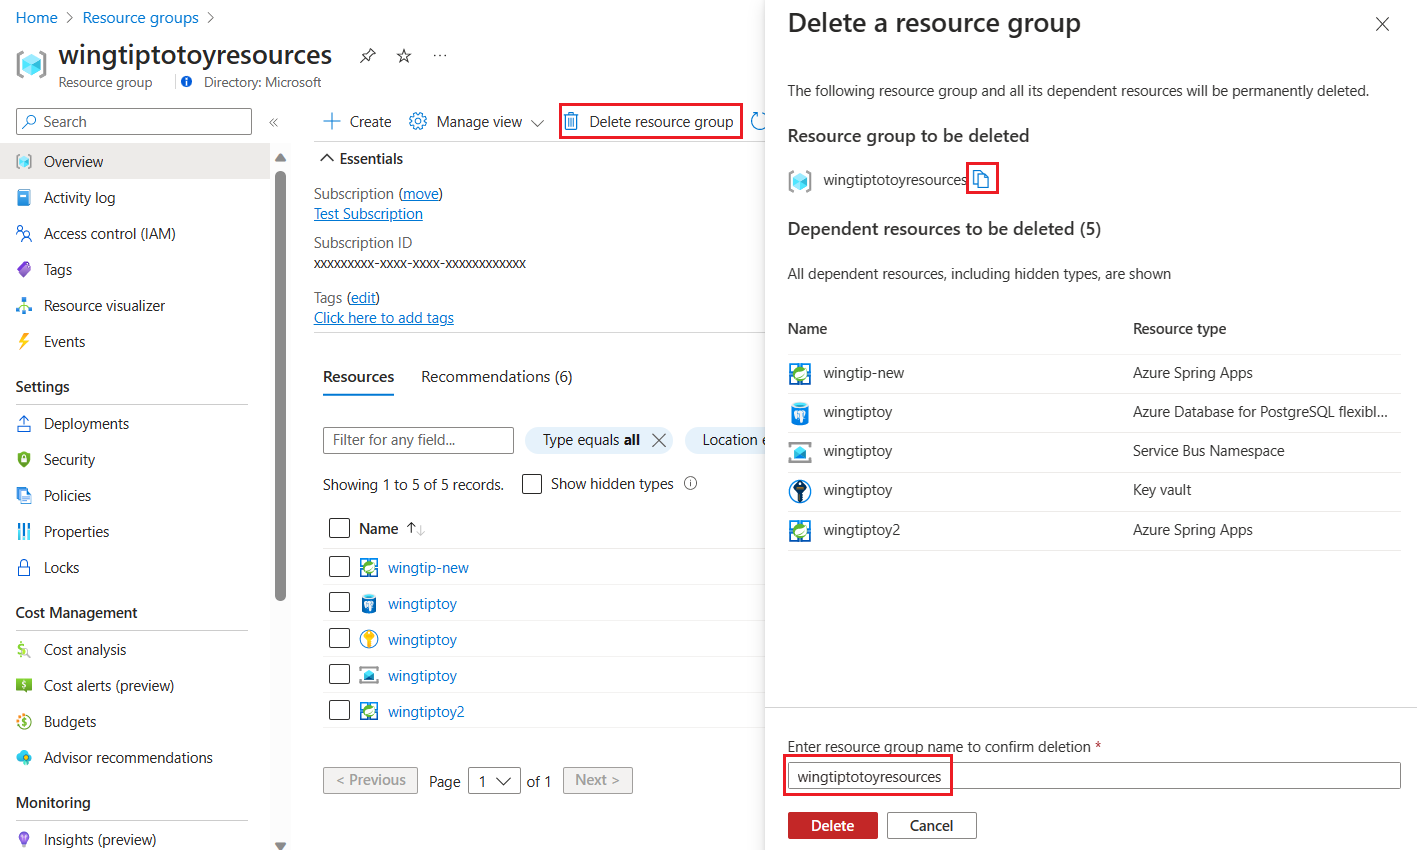 Home > Resource groups >
wingtiptotoyresources
Resource group
Directory: Microsoft
Search
Overview
Activity log
Access control (IAM)
Tags
Resource visualizer
Events
Settings
Deployments
Security
Policies
Properties
Locks
Cost Management
Cost analysis
Cost alerts (preview)
Budgets
Advisor recommendations
Monitoring
Insights (preview)
Create
Manage view
Delete resource group
Essentials
Subscription (move)
Test Subscription
Subscription ID
xxxxxxxxx-xxxx-xxxx-xxxxxxxxxxxx
Tags (edit)
Click here to add tags
Resources
Recommendations (6)
Filter for any field...
Type equals all
Location e
Showing 1 to 5 of 5 records.
Show hidden types
Name
wingtip-new
wingtiptoy
wingtiptoy
wingtiptoy
wingtiptoy2
< Previous
Page
1
of 1
Next >
Delete a resource group
The following resource group and all its dependent resources will be permanently deleted.
Resource group to be deleted
wingtiptotoyresources
Dependent resources to be deleted (5)
All dependent resources, including hidden types, are shown
Name
Resource type
wingtip-new
Azure Spring Apps
wingtiptoy
Azure Database for PostgreSQL flexibl...
wingtiptoy
Service Bus Namespace
wingtiptoy
Key vault
wingtiptoy2
Azure Spring Apps
Enter resource group name to confirm deletion *
wingtiptotoyresources
Delete
Cancel